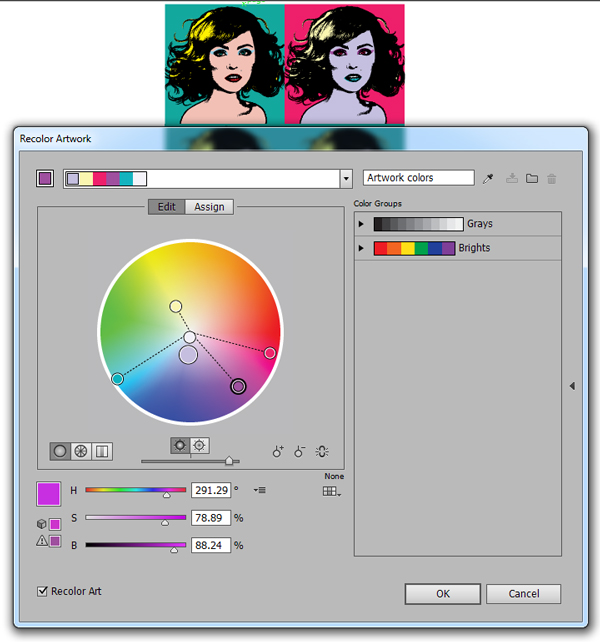 Recolor Artwork
Artwork colors
Edit Assign
Color Groups
Grays
Brights
None
H 291.29 °
S 78.89 %
B 88.24 %
Recolor Art
OK Cancel